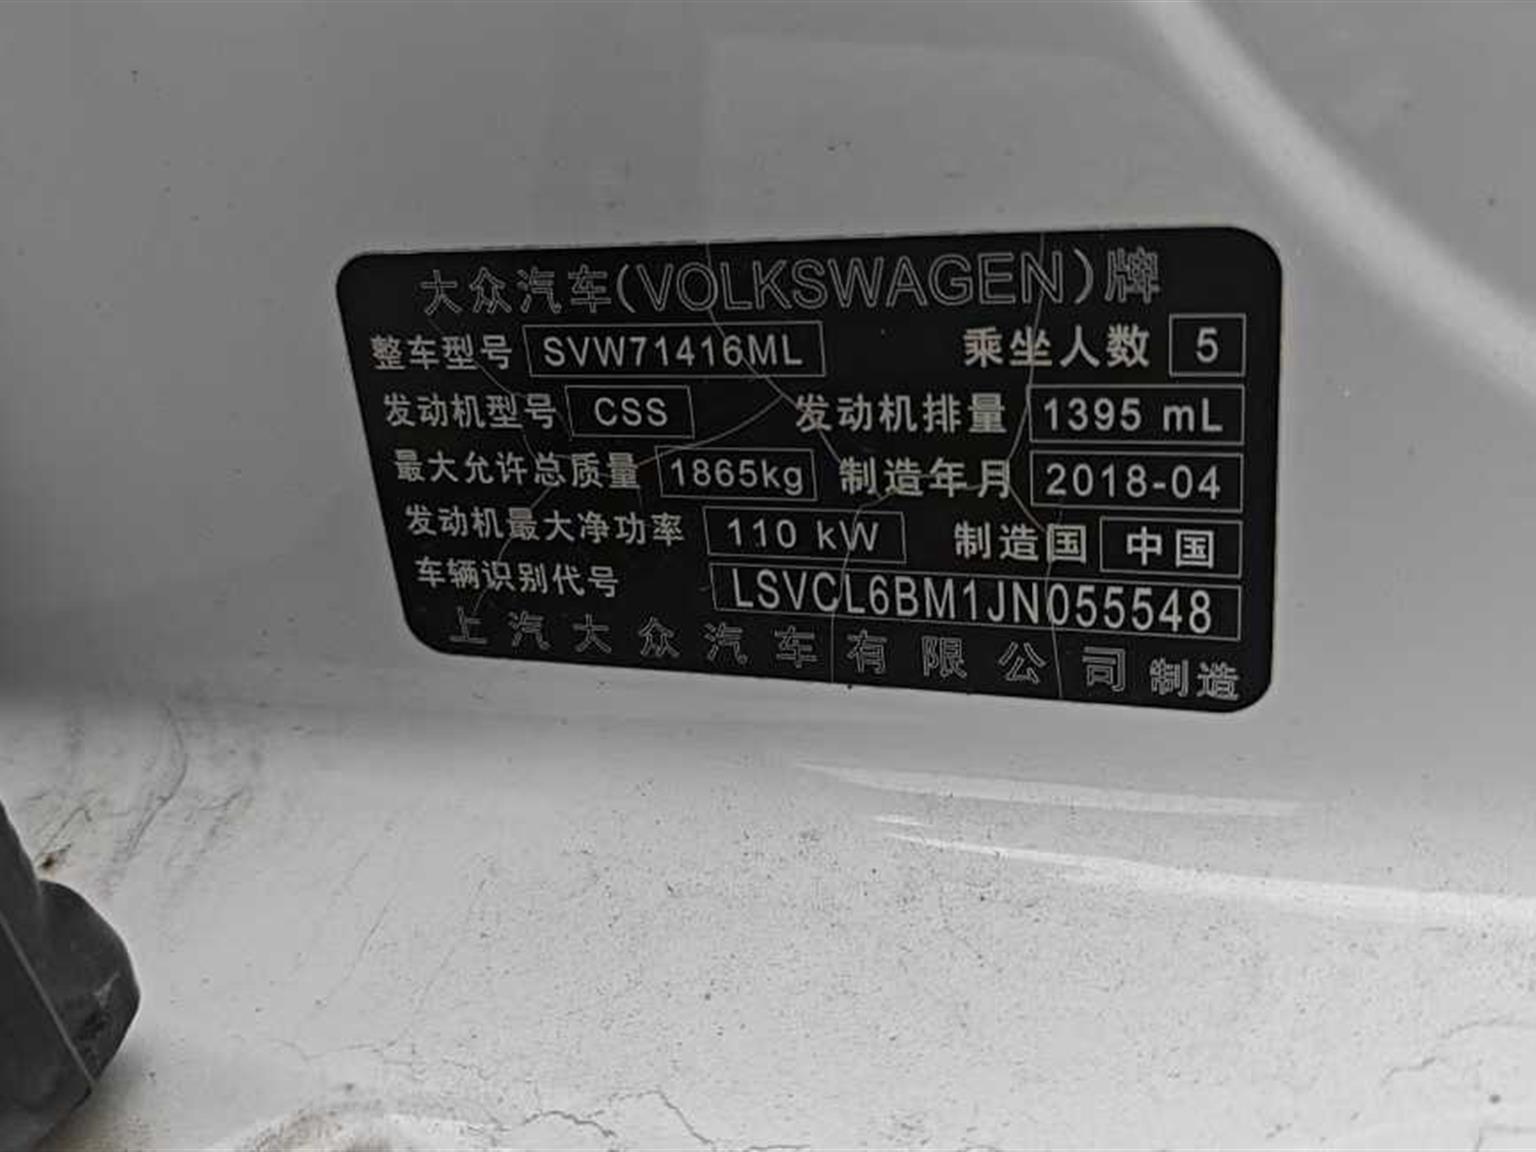 大众汽车(VOLKSWAGEN)牌
整车型号 SVW71416ML 乘坐人数 5
发动机型号 CSS 发动机排量 1395 mL
最大允许总质量 1865kg 制造年月 2018-04
发动机最大净功率 110 kW 制造国 中国
车辆识别代号 LSVCL6BM1JN055548
上汽大众汽车有限公司 制造